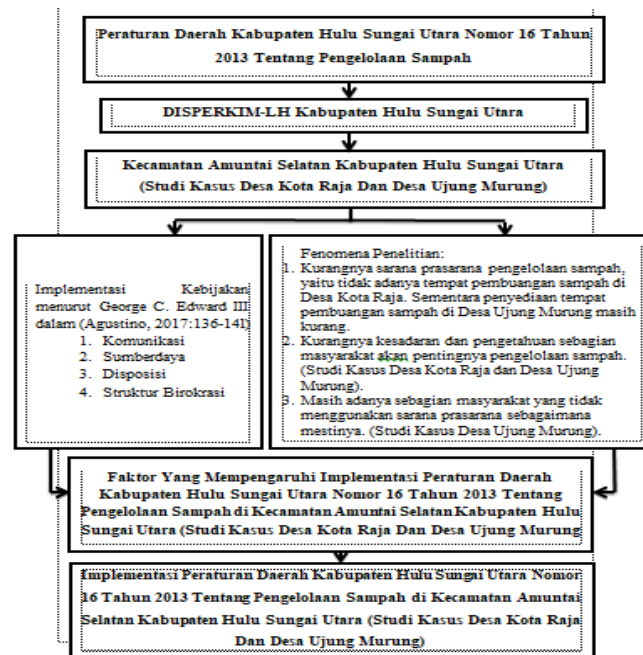 Peraturan Daerah Kabupaten Hulu Sungai Utara Nomor 16 Tahun
2013 Tentang Pengelolaan Sampah
DISPERKIM-LH Kabupaten Hulu Sungai Utara
Kecamatan Amuntai Selatan Kabupaten Hulu Sungai Utara
(Studi Kasus Desa Kota Raja Dan Desa Ujung Murung)
Implementasi Kebijakan
menurut George C. Edward III
dalam (Agustino, 2017:136-141)
1. Komunikasi
2. Sumberdaya
3. Disposisi
4. Struktur Birokrasi
Fenomena Penelitian:
1. Kurangnya sarana prasarana pengelolaan sampah,
yaitu tidak adanya tempat pembuangan sampah di
Desa Kota Raja. Sementara penyediaan tempat
pembuangan sampah di Desa Ujung Murung masih
kurang.
2. Kurangnya kesadaran dan pengetahuan sebagian
masyarakat akan pentingnya pengelolaan sampah.
(Studi Kasus Desa Kota Raja dan Desa Ujung
Murung).
3. Masih adanya sebagian masyarakat yang tidak
menggunakan sarana prasarana sebagaimana
mestinya. (Studi Kasus Desa Ujung Murung).
Faktor Yang Mempengaruhi Implementasi Peraturan Daerah
Kabupaten Hulu Sungai Utara Nomor 16 Tahun 2013 Tentang
Pengelolaan Sampah di Kecamatan Amuntai Selatan Kabupaten Hulu
Sungai Utara (Studi Kasus Desa Kota Raja Dan Desa Ujung Murung
Implementasi Peraturan Daerah Kabupaten Hulu Sungai Utara Nomor
16 Tahun 2013 Tentang Pengelolaan Sampah di Kecamatan Amuntai
Selatan Kabupaten Hulu Sungai Utara (Studi Kasus Desa Kota Raja
Dan Desa Ujung Murung)